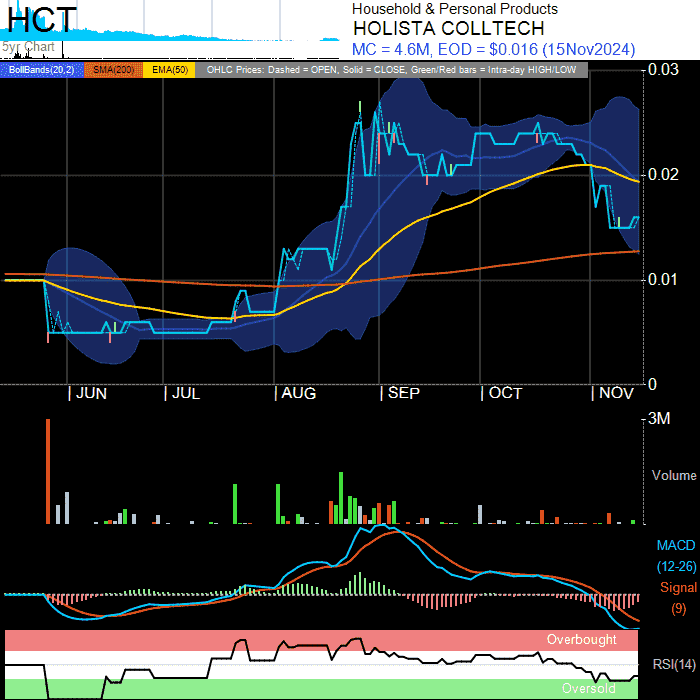 HCT
5yr Chart
Household & Personal Products
HOLISTA COLLTECH
MC = 4.6M, EOD = $0.016 (15Nov2024)
BollBands(20,2) SMA(200) EMA(50) OHLC Prices: Dashed = OPEN, Solid = CLOSE, Green/Red bars = Intra-day HIGH/LOW
0.03
0.02
0.01
0
JUN JUL AUG SEP OCT NOV
3M
Volume
MACD
(12-26)
Signal
(9)
Overbought
RSI(14)
Oversold